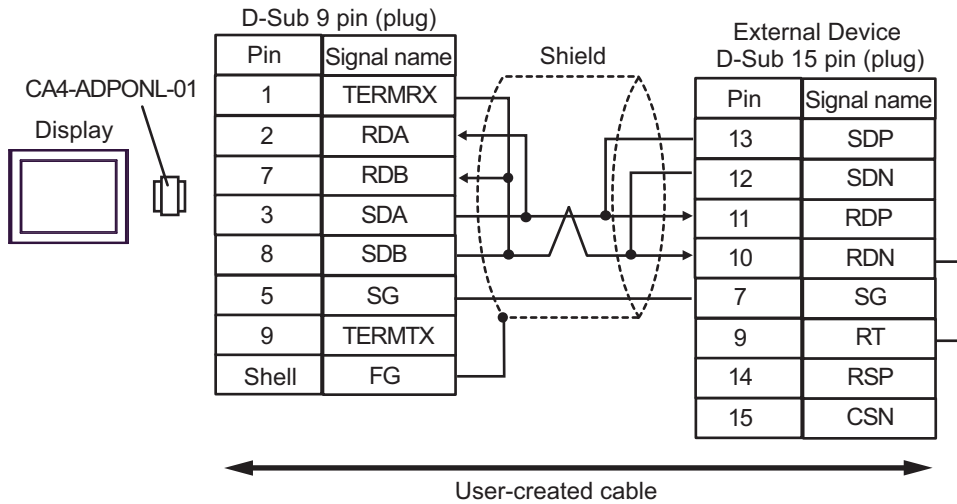 D-Sub 9 pin (plug)
Pin Signal name
1 TERMRX
2 RDA
7 RDB
3 SDA
8 SDB
5 SG
9 TERMTX
Shell FG
CA4-ADPONL-01
Display
Shield
External Device
D-Sub 15 pin (plug)
Pin Signal name
13 SDP
12 SDN
11 RDP
10 RDN
7 SG
9 RT
14 RSP
15 CSN
User-created cable